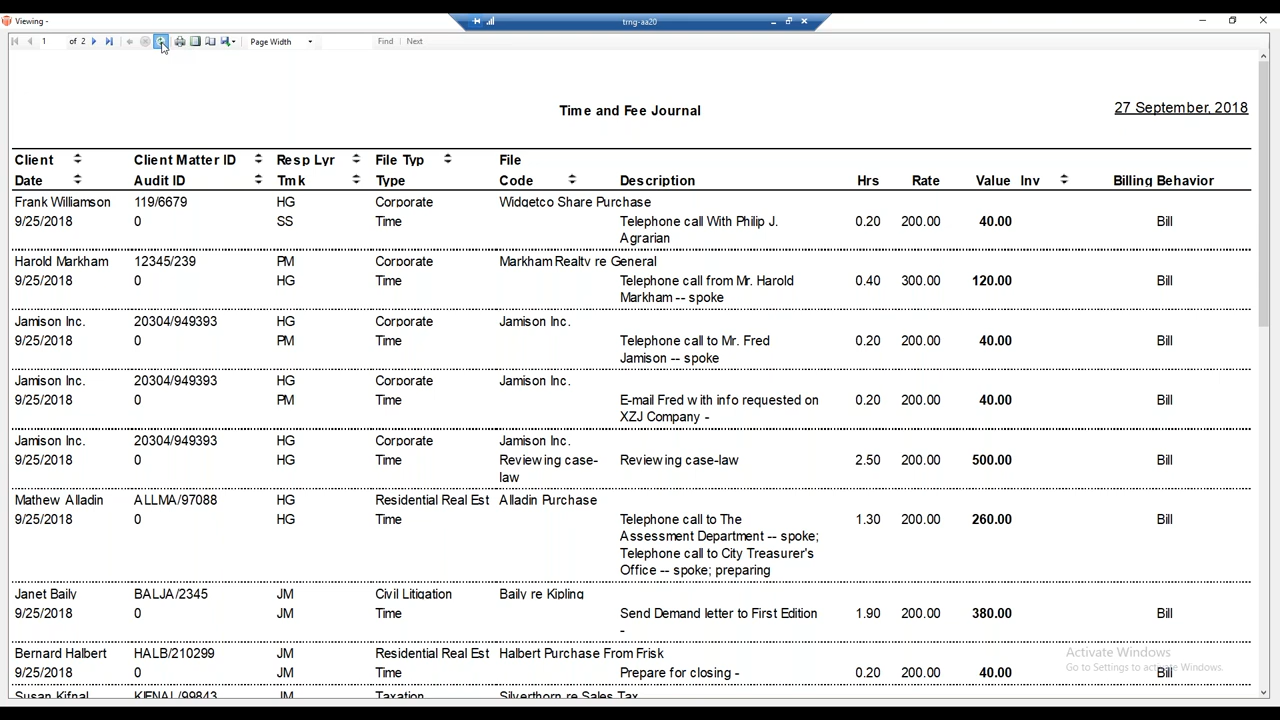 Viewing -
trng-aa20
1 of 2 Page Width Find Next
Time and Fee Journal
27 September, 2018
Client Client Matter ID Resp Lyr File Typ File
Date Audit ID Tmk Type Code Description Hrs Rate Value Inv Billing Behavior
Frank Williamson 119/6679 HG Corporate Widgetco Share Purchase
9/25/2018 0 SS Time Telephone call With Philip J. 0.20 200.00 40.00 Bill
Agrarian
Harold Markham 12345/239 PM Corporate Markham Realty re General
9/25/2018 0 HG Time Telephone call from Mr. Harold 0.40 300.00 120.00 Bill
Markham -- spoke
Jamison Inc. 20304/949393 HG Corporate Jamison Inc.
9/25/2018 0 PM Time Telephone call to Mr. Fred 0.20 200.00 40.00 Bill
Jamison -- spoke
Jamison Inc. 20304/949393 HG Corporate Jamison Inc.
9/25/2018 0 PM Time E-mail Fred with info requested on 0.20 200.00 40.00 Bill
XZJ Company -
Jamison Inc. 20304/949393 HG Corporate Jamison Inc.
9/25/2018 0 HG Time Reviewing case- Reviewing case-law 2.50 200.00 500.00 Bill
law
Mathew Alladin ALLMA/97088 HG Residential Real Est Alladin Purchase
9/25/2018 0 HG Time Telephone call to The 1.30 200.00 260.00 Bill
Assessment Department -- spoke;
Telephone call to City Treasurer's
Office -- spoke; preparing
Janet Baily BALJA/2345 JM Civil Litigation Baily re Kipling
9/25/2018 0 JM Time Send Demand letter to First Edition 1.90 200.00 380.00 Bill
-
Bernard Halbert HALB/210299 JM Residential Real Est Halbert Purchase From Frisk
Activate Windows
Go to Settings to activate Windows.
9/25/2018 0 JM Time Prepare for closing - 0.20 200.00 40.00 Bill
Susan Kifnal KIFNAL/99843 JM Taxation Silverthorn re Sales Tax